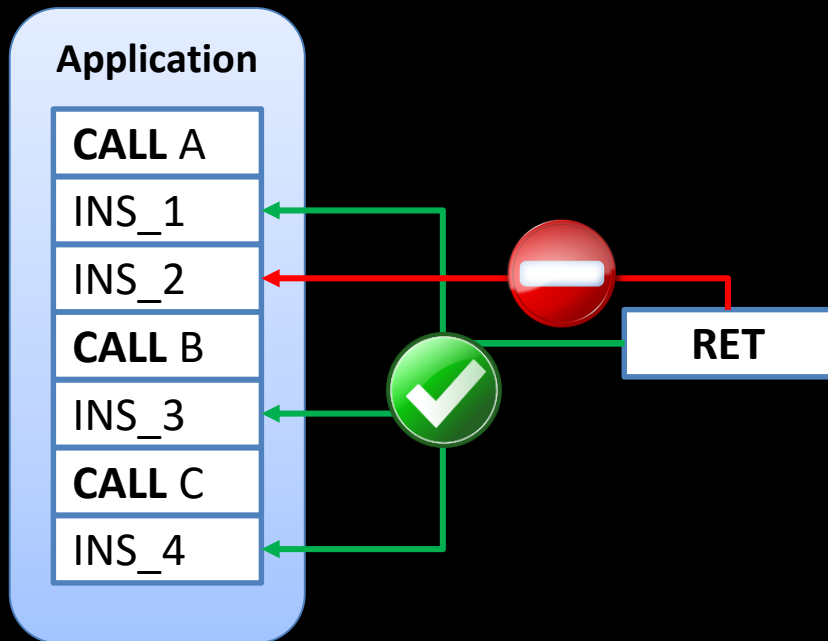 Application
CALL A
INS_1
INS_2
CALL B
RET
INS_3
CALL C
INS_4